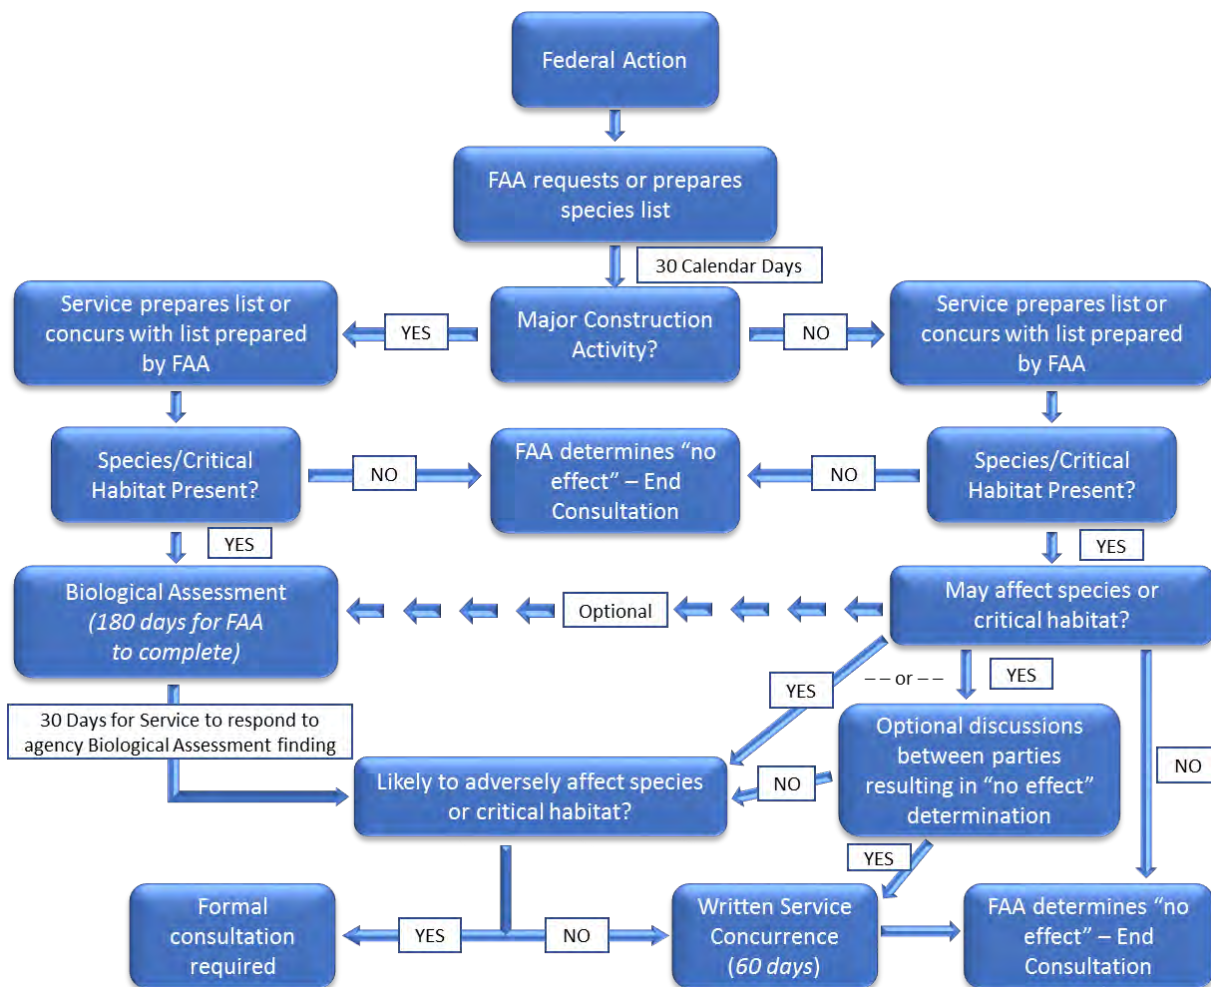 Federal Action
FAA requests or prepares
species list
30 Calendar Days
Service prepares list or
concurs with list prepared
by FAA
YES
Major Construction
Activity?
NO
Service prepares list or
concurs with list prepared
by FAA
Species/Critical
Habitat Present?
NO
FAA determines “no
effect” – End
Consultation
NO
Species/Critical
Habitat Present?
YES
YES
Biological Assessment
(180 days for FAA
to complete)
Optional
May affect species or
critical habitat?
YES
– – or – –
YES
30 Days for Service to respond to
agency Biological Assessment finding
Optional discussions
between parties
resulting in “no effect”
determination
NO
Likely to adversely affect species
or critical habitat?
NO
YES
Formal
consultation
required
YES
NO
Written Service
Concurrence
(60 days)
FAA determines “no
effect” – End
Consultation